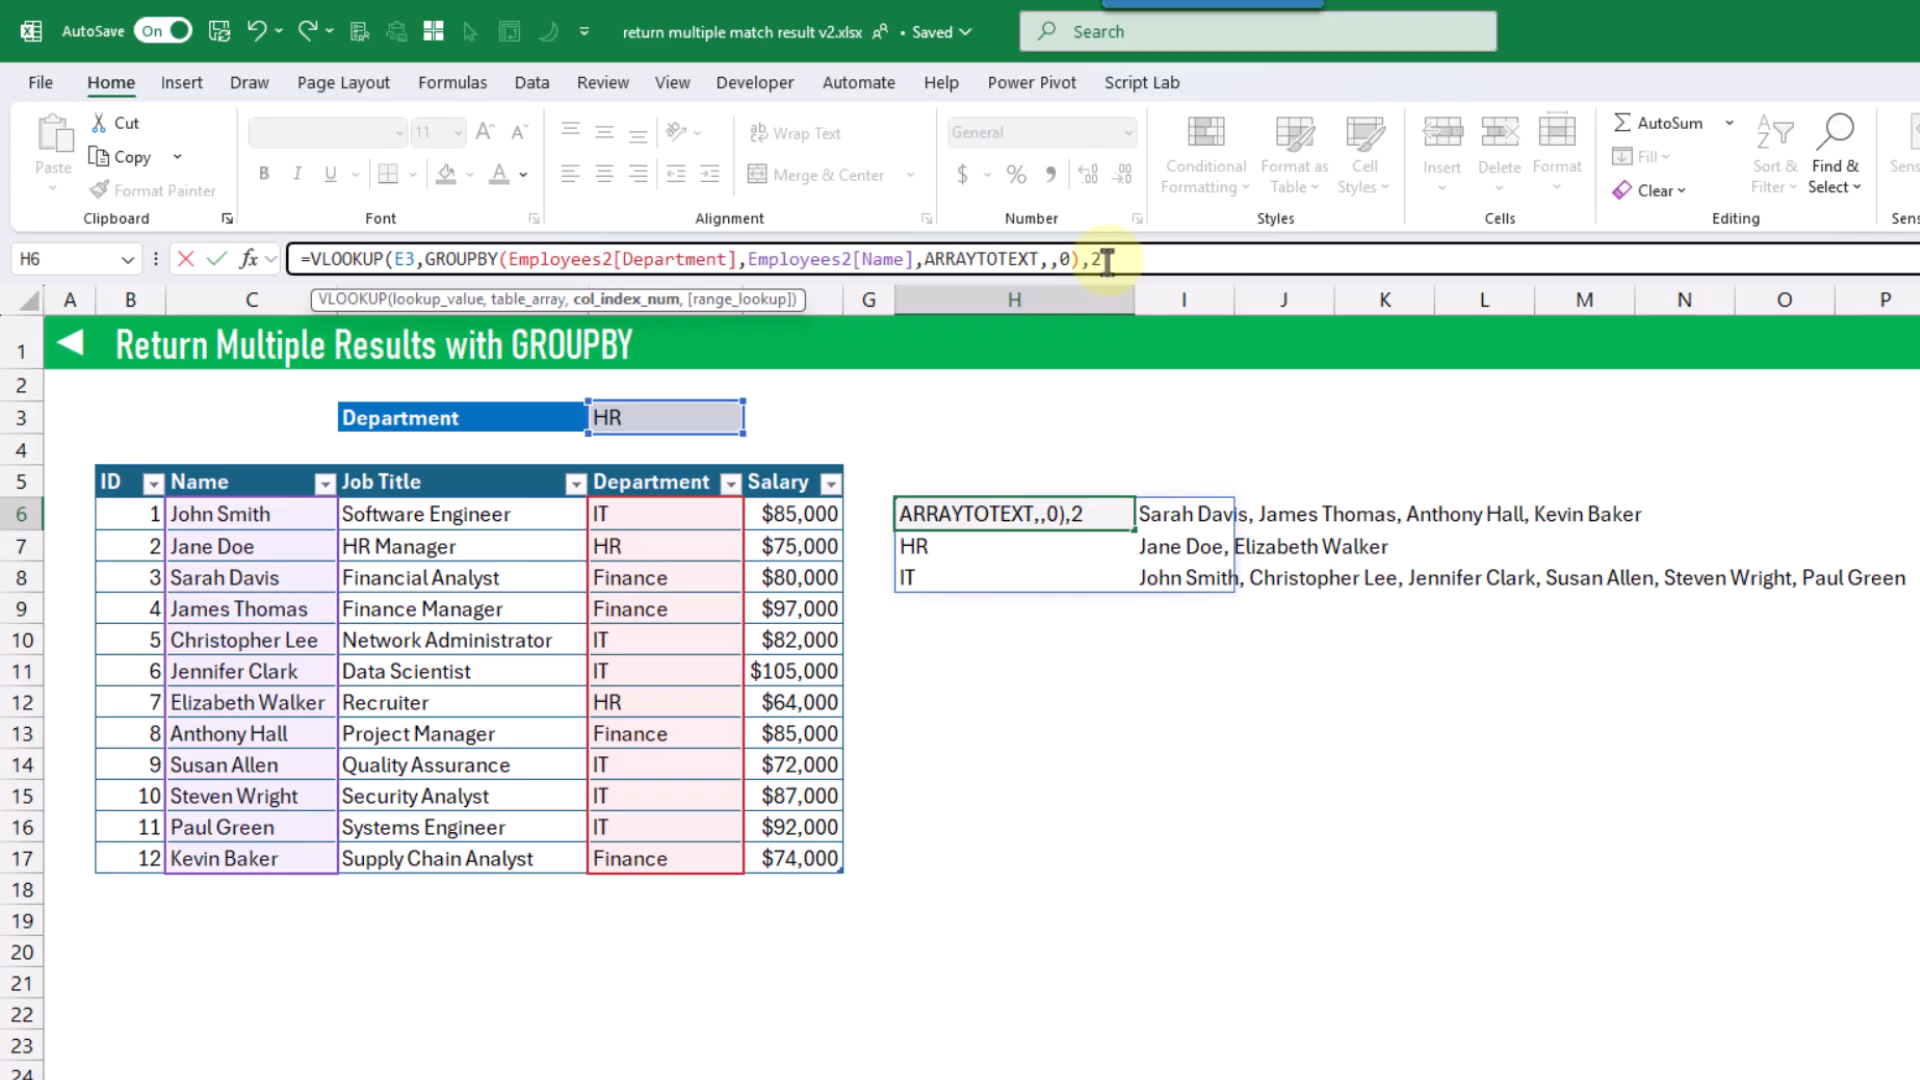 AutoSave On return multiple match result v2.xlsx • Saved Search
File Home Insert Draw Page Layout Formulas Data Review View Developer Automate Help Power Pivot Script Lab
Cut
Copy
Format Painter
Paste
Clipboard
11 A A
B I U A
Font
ab Wrap Text
Merge & Center
Alignment
General
$ % 9
Number
Conditional Formatting
Format as Table
Cell Styles
Styles
Insert Delete Format
Cells
AutoSum
Fill
Clear
Sort & Filter
Find & Select
Editing
Sens
Sens
H6 fx =VLOOKUP(E3,GROUPBY(Employees2[Department],Employees2[Name],ARRAYTOTEXT,,0),2
VLOOKUP(lookup_value, table_array, col_index_num, [range_lookup])
A B C G H I J K L M N O P
1 Return Multiple Results with GROUPBY
2
3 Department HR
4
5 ID Name Job Title Department Salary
6 1 John Smith Software Engineer IT $85,000 ARRAYTOTEXT,,0),2 Sarah Davis, James Thomas, Anthony Hall, Kevin Baker
7 2 Jane Doe HR Manager HR $75,000 HR Jane Doe, Elizabeth Walker
8 3 Sarah Davis Financial Analyst Finance $80,000 IT John Smith, Christopher Lee, Jennifer Clark, Susan Allen, Steven Wright, Paul Green
9 4 James Thomas Finance Manager Finance $97,000
10 5 Christopher Lee Network Administrator IT $82,000
11 6 Jennifer Clark Data Scientist IT $105,000
12 7 Elizabeth Walker Recruiter HR $64,000
13 8 Anthony Hall Project Manager Finance $85,000
14 9 Susan Allen Quality Assurance IT $72,000
15 10 Steven Wright Security Analyst IT $87,000
16 11 Paul Green Systems Engineer IT $92,000
17 12 Kevin Baker Supply Chain Analyst Finance $74,000
18
19
20
21
22
23
24